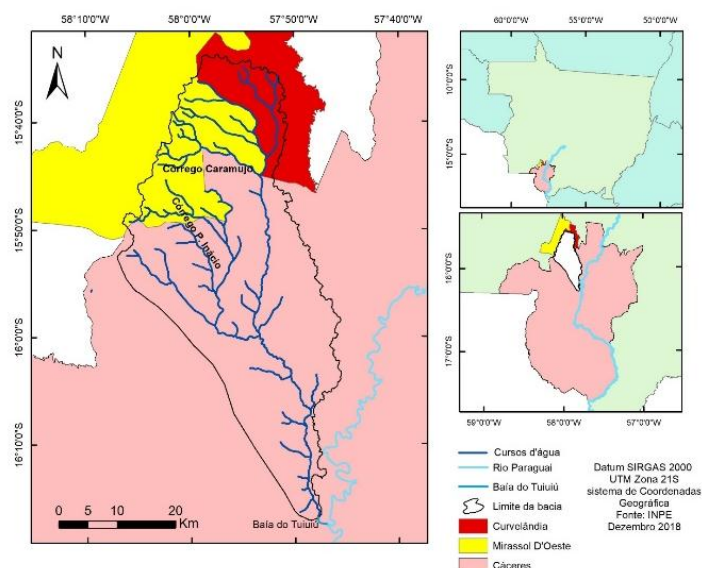 58°10'0"W 58°0'0"W 57°50'0"W 57°40'0"W
N
15°40'0"S
15°50'0"S
16°0'0"S
16°10'0"S
Córrego Caramujo
Córrego P. Inácio
0 5 10 20
Km
Baía do Tuiuiú
60°0'0"W 55°0'0"W 50°0'0"W
10°0'0"S
15°0'0"S
16°0'0"S
17°0'0"S
59°0'0"W 58°0'0"W 57°0'0"W
Cursos d'água
Rio Paraguai
Baía do Tuiuiú
Limite da bacia
Curvelândia
Mirassol D'Oeste
Cáceres
Datum SIRGAS 2000
UTM Zona 21S
sistema de Coordenadas
Geográfica
Fonte: INPE
Dezembro 2018